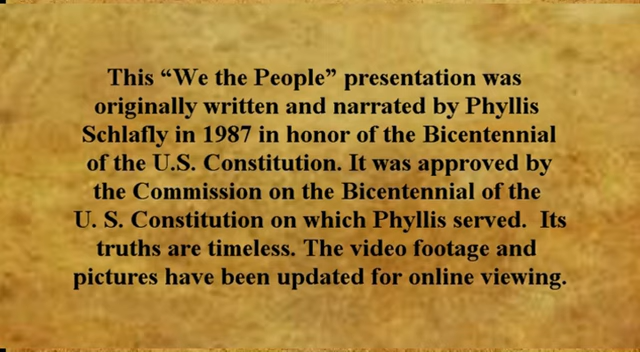 This “We the People” presentation was
originally written and narrated by Phyllis
Schlafly in 1987 in honor of the Bicentennial
of the U.S. Constitution. It was approved by
the Commission on the Bicentennial of the
U. S. Constitution on which Phyllis served.  Its
truths are timeless. The video footage and
pictures have been updated for online viewing.